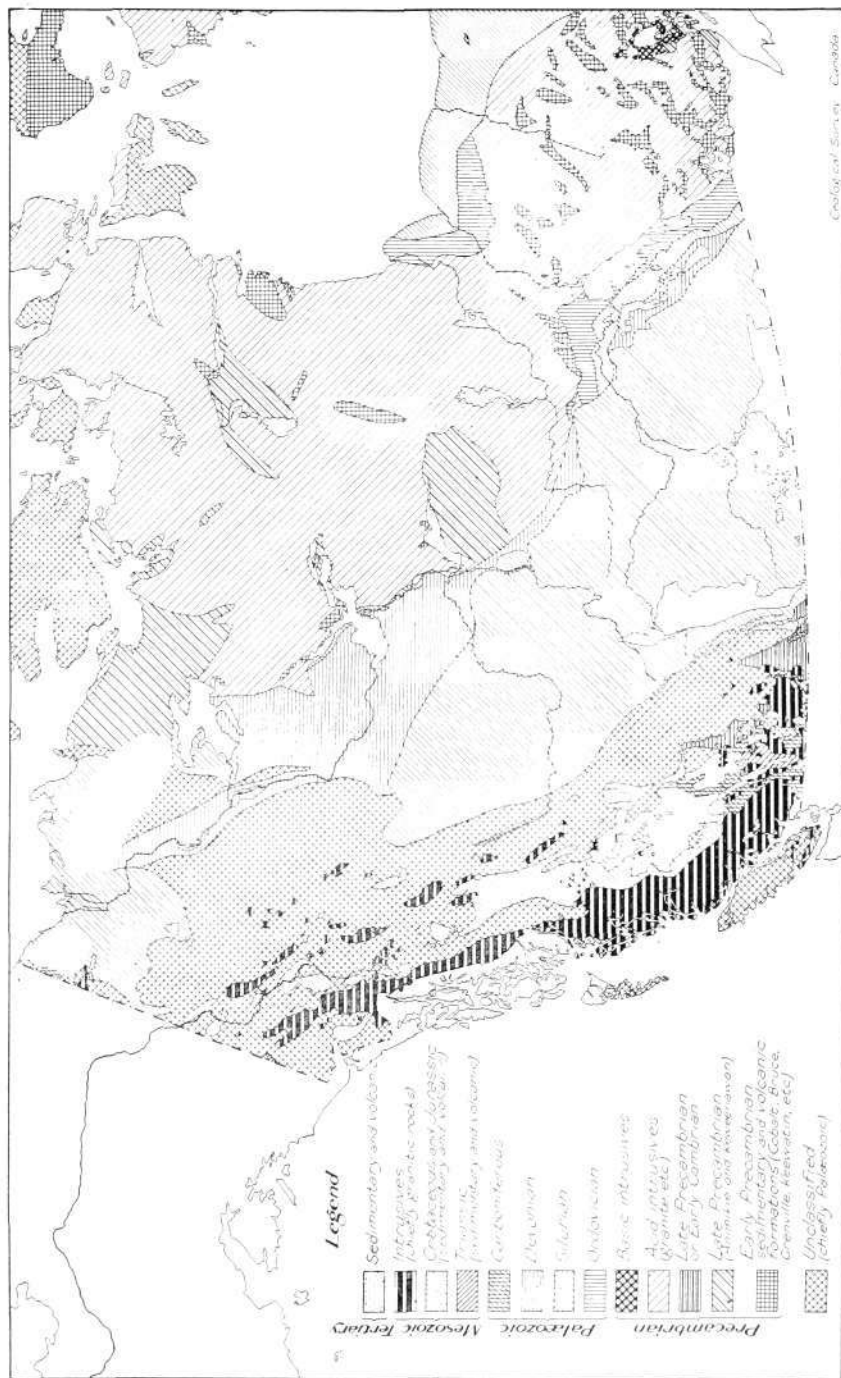 Legend
Tertiary
Sedimentary and volcanic
Mesozoic
Intrusives
(chiefly granitic rocks)
Cretaceous and Jurassic
(sedimentary and volcanic)
Triassic
(sedimentary and volcanic)
Palæozoic
Carboniferous
Devonian
Silurian
Ordovician
Precambrian
Basic intrusives
Acid intrusives
(granite etc)
Late Precambrian
or Early Cambrian
Late Precambrian
Early Precambrian
sedimentary and volcanic
formations (Cobalt, Bruce,
Grenville, Keewatin, etc)
Unclassified
(chiefly Palæozoic)
Geological Survey Canada